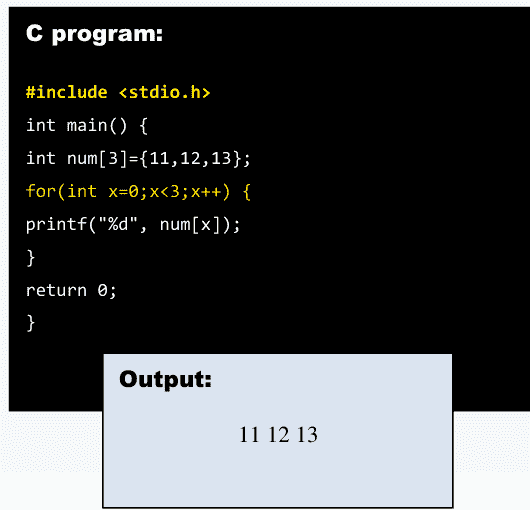 C program:
#include <stdio.h>
int main() {
int num[3]={11,12,13};
for(int x=0;x<3;x++) {
printf("%d", num[x]);
}
return 0;
}
Output:
11 12 13